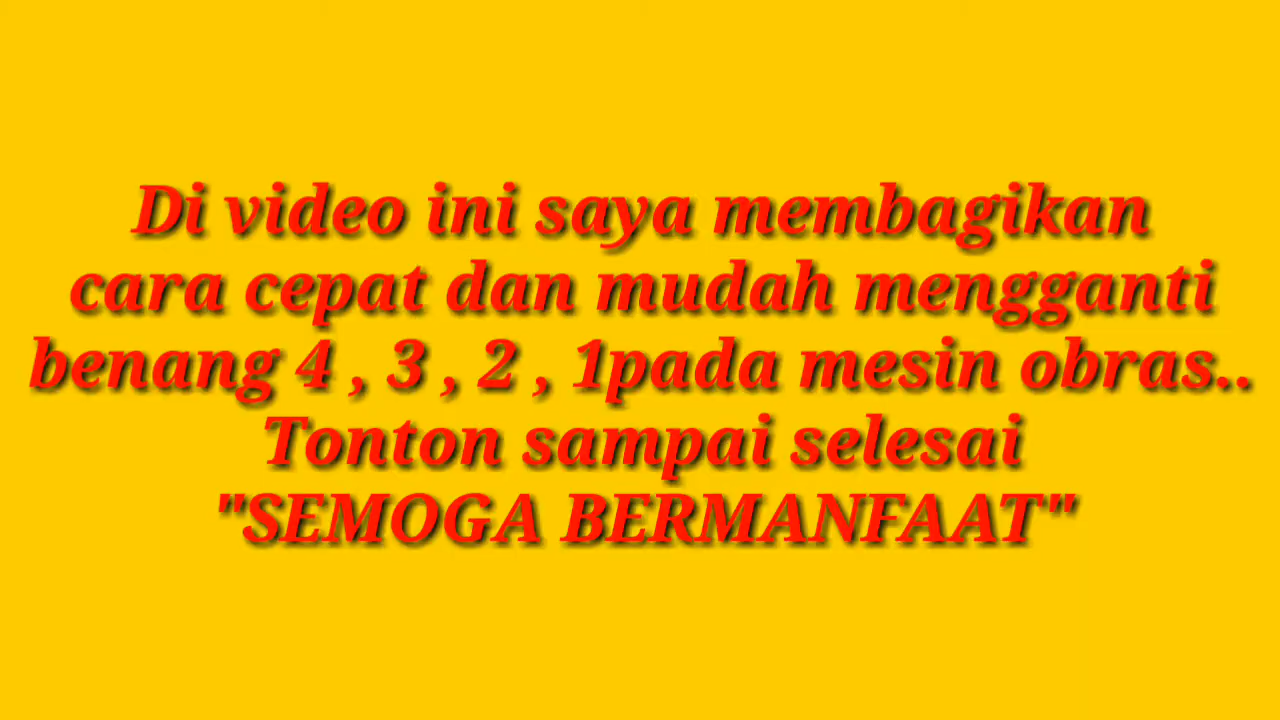 Di video ini saya membagikan
cara cepat dan mudah mengganti
benang 4 , 3 , 2 , 1pada mesin obras..
Tonton sampai selesai
"SEMOGA BERMANFAAT"